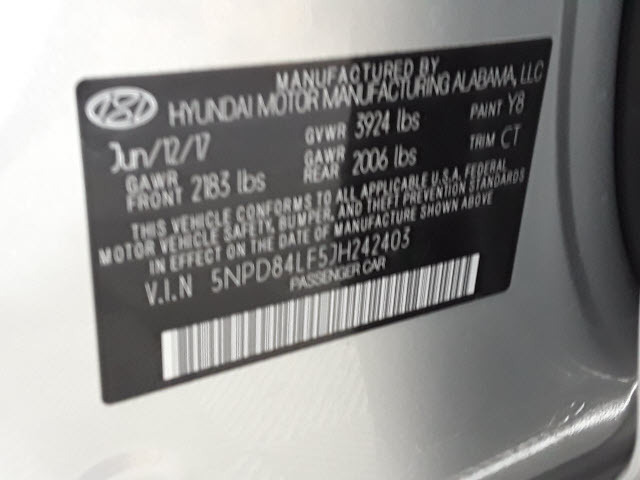 MANUFACTURED BY
HYUNDAI MOTOR MANUFACTURING ALABAMA, LLC
Jun/12/17 GVWR 3924 lbs PAINT Y8
GAWR FRONT 2183 lbs GAWR REAR 2006 lbs TRIM CT
THIS VEHICLE CONFORMS TO ALL APPLICABLE U.S.A. FEDERAL
MOTOR VEHICLE SAFETY, BUMPER, AND THEFT PREVENTION STANDARDS
IN EFFECT ON THE DATE OF MANUFACTURE SHOWN ABOVE
V.I.N 5NPD84LF5JH242403
PASSENGER CAR